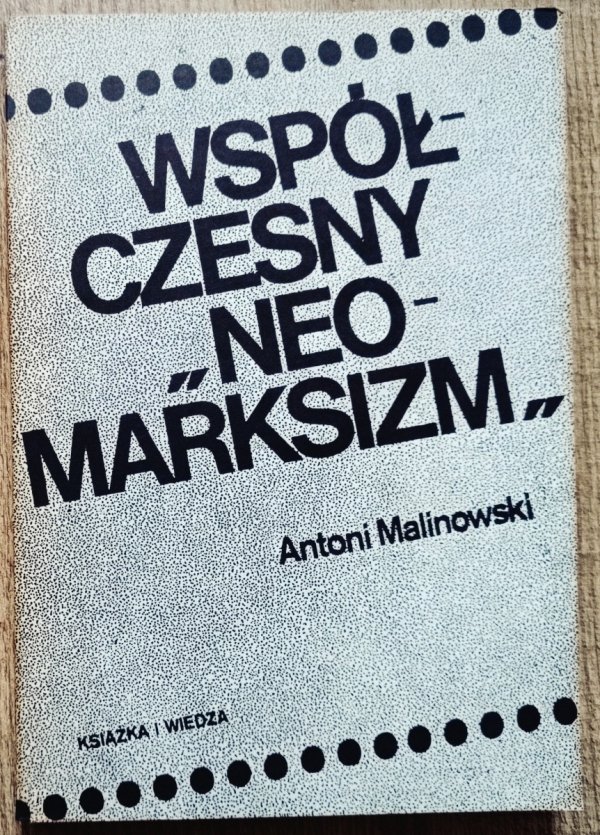 WSPÓŁ-
CZESNY
„NEO-
MARKSIZM„
Antoni Malinowski
KSIĄŻKA I WIEDZA